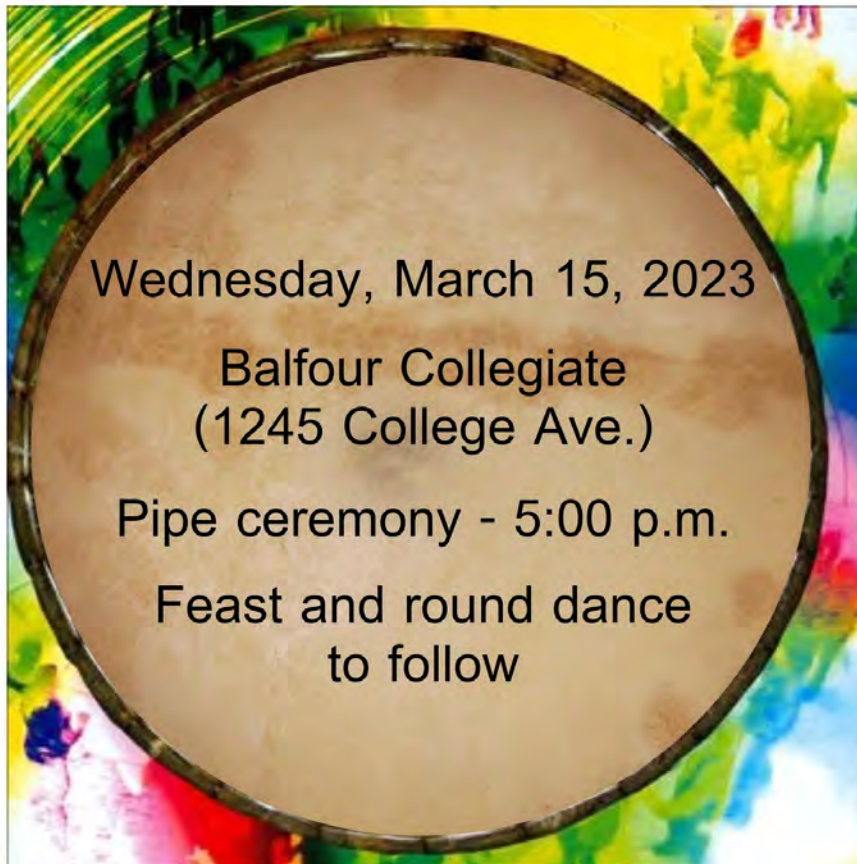 Wednesday, March 15, 2023
Balfour Collegiate
(1245 College Ave.)
Pipe ceremony - 5:00 p.m.
Feast and round dance
to follow